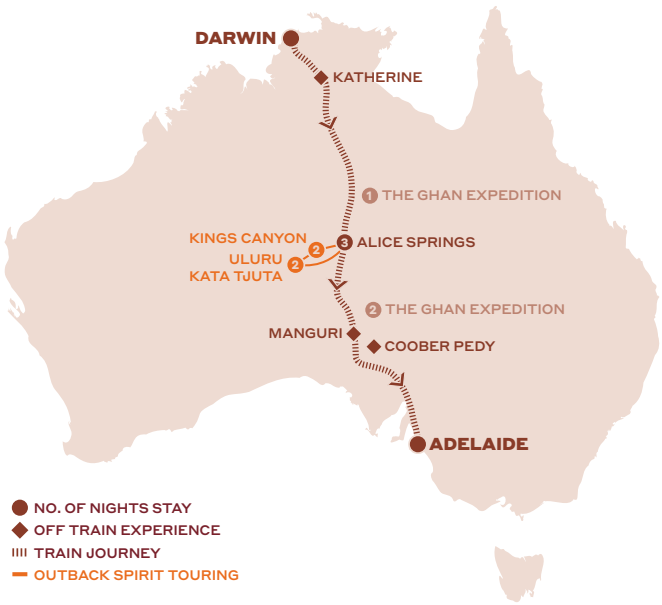 DARWIN
KATHERINE
1 THE GHAN EXPEDITION
KINGS CANYON 2
3 ALICE SPRINGS
ULURU
KATA TJUTA 2
2 THE GHAN EXPEDITION
MANGURI
COOBER PEDY
ADELAIDE
NO. OF NIGHTS STAY
OFF TRAIN EXPERIENCE
TRAIN JOURNEY
OUTBACK SPIRIT TOURING